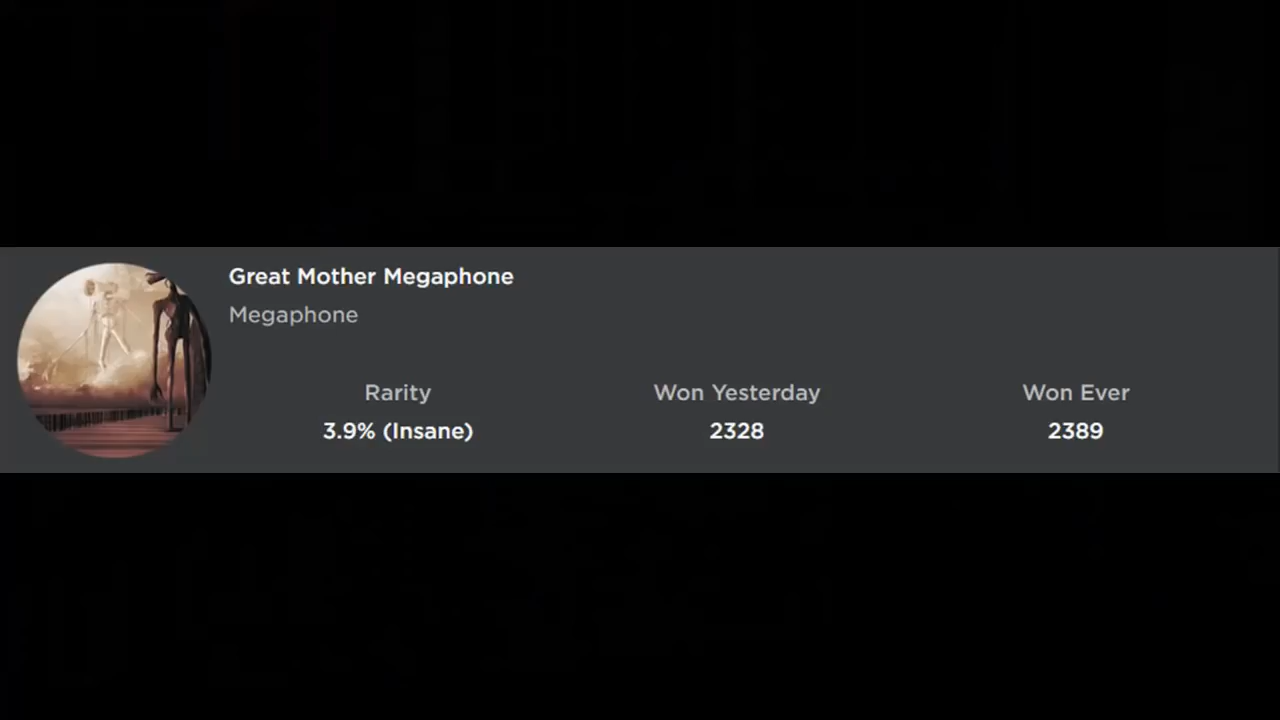 Great Mother Megaphone
Megaphone
Rarity Won Yesterday Won Ever
3.9% (Insane) 2328 2389